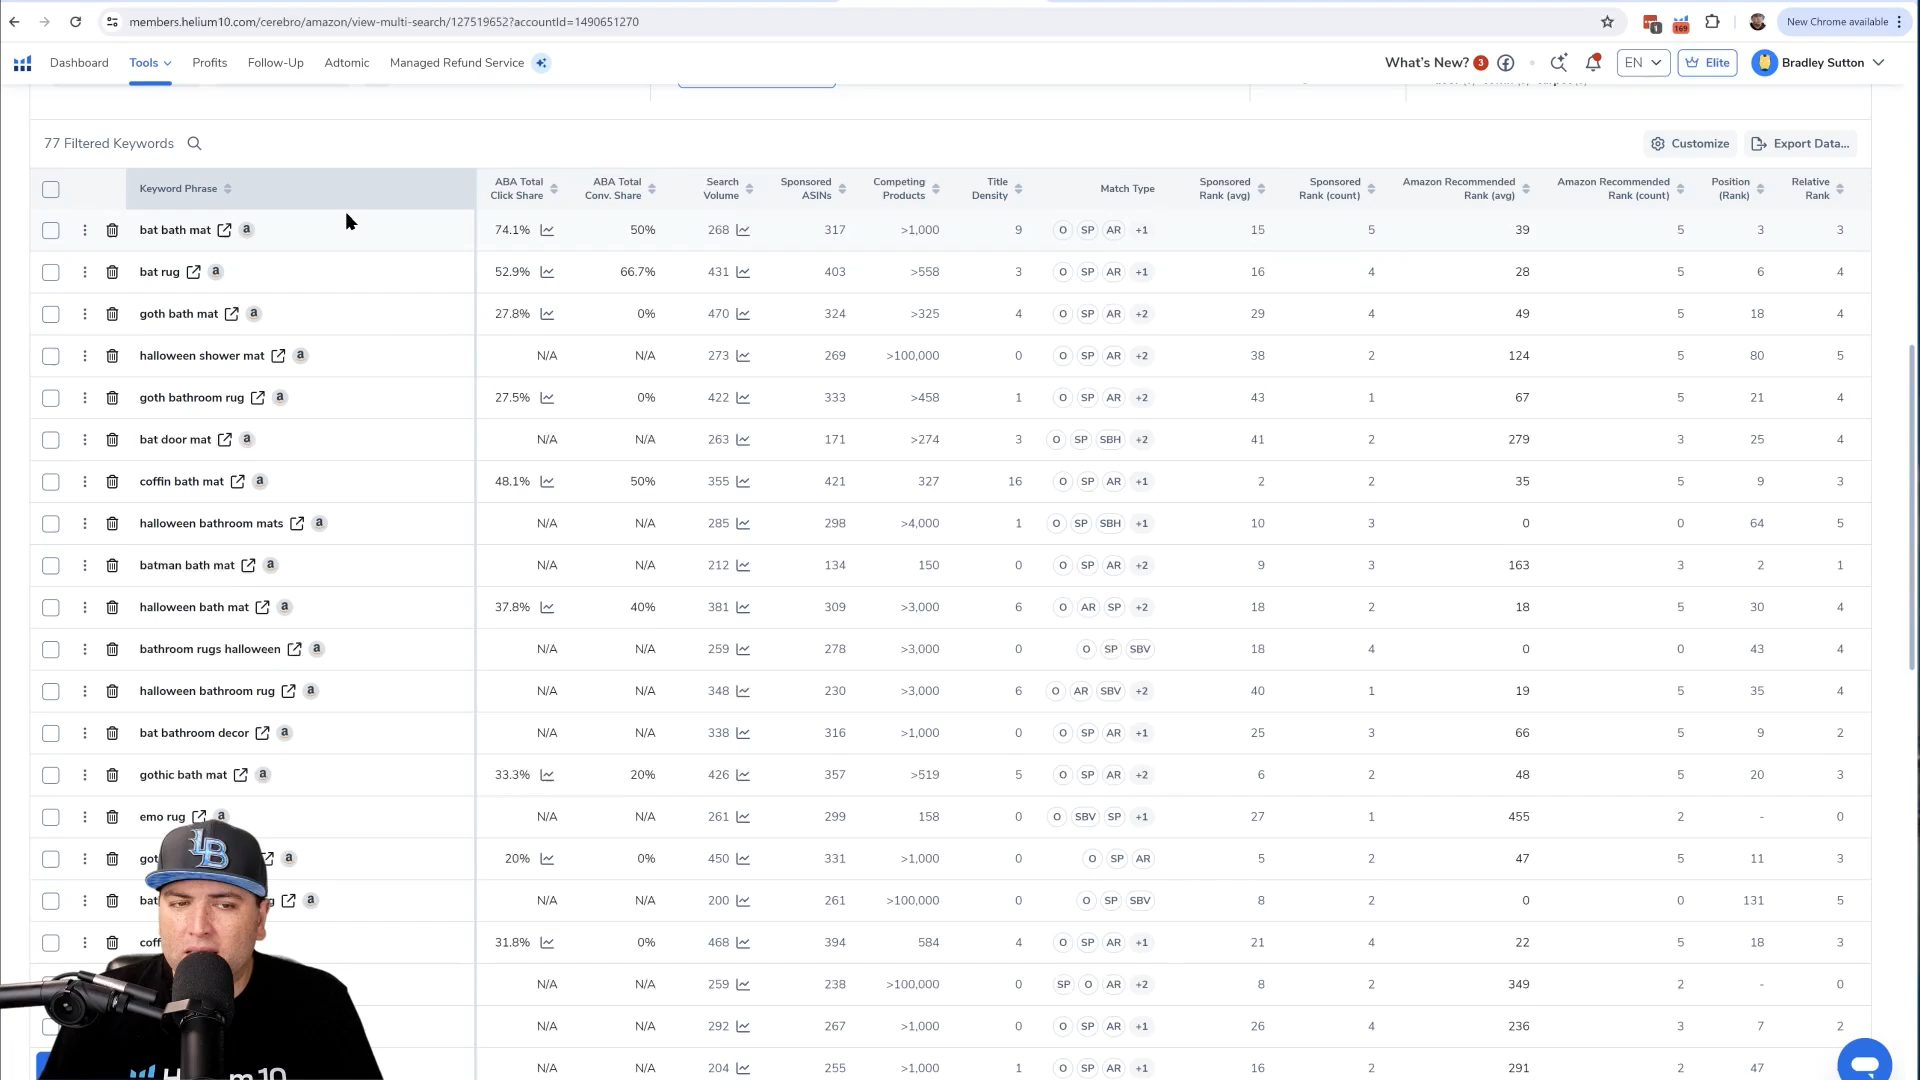 members.helium10.com/cerebro/amazon/view-multi-search/127519652?accountId=1490651270
1
169
New Chrome available
Dashboard Tools Profits Follow-Up Adtomic Managed Refund Service
What's New? 3 EN Elite Bradley Sutton
77 Filtered Keywords
Customize Export Data...
Keyword Phrase ABA Total Click Share ABA Total Conv. Share Search Volume Sponsored ASINs Competing Products Title Density Match Type Sponsored Rank (avg) Sponsored Rank (count) Amazon Recommended Rank (avg) Amazon Recommended Rank (count) Position (Rank) Relative Rank
bat bath mat a 74.1% 50% 268 317 >1,000 9 O SP AR +1 15 5 39 5 3 3
bat rug a 52.9% 66.7% 431 403 >558 3 O SP AR +1 16 4 28 5 6 4
goth bath mat a 27.8% 0% 470 324 >325 4 O SP AR +2 29 4 49 5 18 4
halloween shower mat a N/A N/A 273 269 >100,000 0 O SP AR +2 38 2 124 5 80 5
goth bathroom rug a 27.5% 0% 422 333 >458 1 O SP AR +2 43 1 67 5 21 4
bat door mat a N/A N/A 263 171 >274 3 O SP SBH +2 41 2 279 3 25 4
coffin bath mat a 48.1% 50% 355 421 327 16 O SP AR +1 2 2 35 5 9 3
halloween bathroom mats a N/A N/A 285 298 >4,000 1 O SP SBH +1 10 3 0 0 64 5
batman bath mat a N/A N/A 212 134 150 0 O SP AR +2 9 3 163 3 2 1
halloween bath mat a 37.8% 40% 381 309 >3,000 6 O AR SP +2 18 2 18 5 30 4
bathroom rugs halloween a N/A N/A 259 278 >3,000 0 O SP SBV 18 4 0 0 43 4
halloween bathroom rug a N/A N/A 348 230 >3,000 6 O AR SBV +2 40 1 19 5 35 4
bat bathroom decor a N/A N/A 338 316 >1,000 0 O SP AR +1 25 3 66 5 9 2
gothic bath mat a 33.3% 20% 426 357 >519 5 O SP AR +2 6 2 48 5 20 3
emo rug a N/A N/A 261 299 158 0 O SBV SP +1 27 1 455 2 - 0
got a 20% 0% 450 331 >1,000 0 O SP AR 5 2 47 5 11 3
bat g a N/A N/A 200 261 >100,000 0 O SP SBV 8 2 0 0 131 5
coff 31.8% 0% 468 394 584 4 O SP AR +1 21 4 22 5 18 3
N/A N/A 259 238 >100,000 0 SP O AR +2 8 2 349 2 - 0
N/A N/A 292 267 >1,000 0 O SP AR +1 26 4 236 3 7 2
N/A N/A 204 255 >1,000 1 O SP AR +1 16 2 291 2 47 4
LB